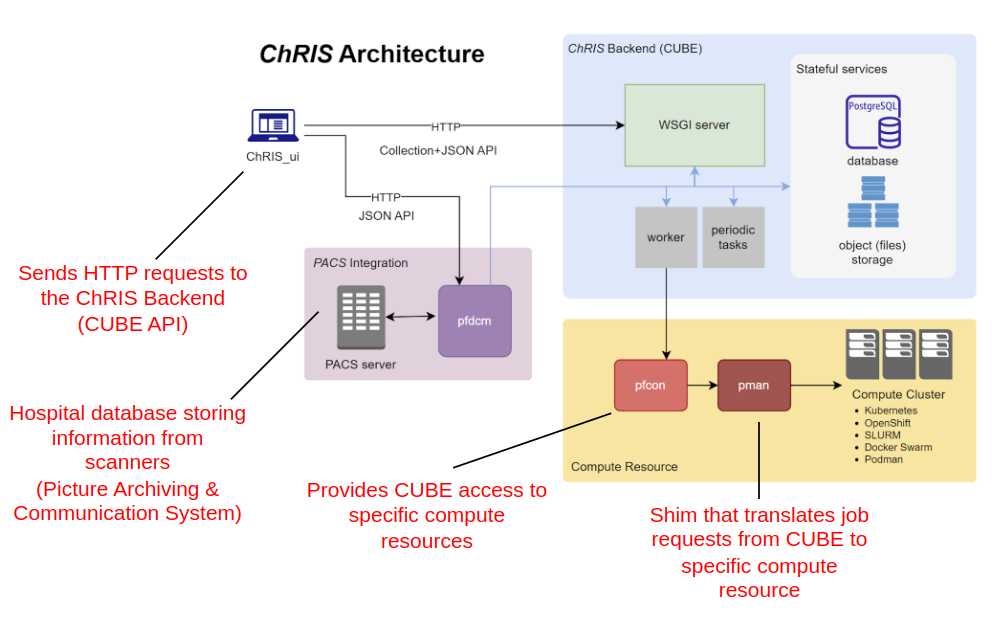 ChRIS Architecture
ChRIS Backend (CUBE)
Stateful services
PostgreSQL
database
object (files)
storage
WSGI server
worker
periodic
tasks
ChRIS_ui
HTTP
Collection+JSON API
HTTP
JSON API
PACS Integration
PACS server
pfdcm
pfcon
pman
Compute Cluster
• Kubernetes
• OpenShift
• SLURM
• Docker Swarm
• Podman
Compute Resource
Sends HTTP requests to
the ChRIS Backend
(CUBE API)
Hospital database storing
information from
scanners
(Picture Archiving &
Communication System)
Provides CUBE access to
specific compute
resources
Shim that translates job
requests from CUBE to
specific compute
resource